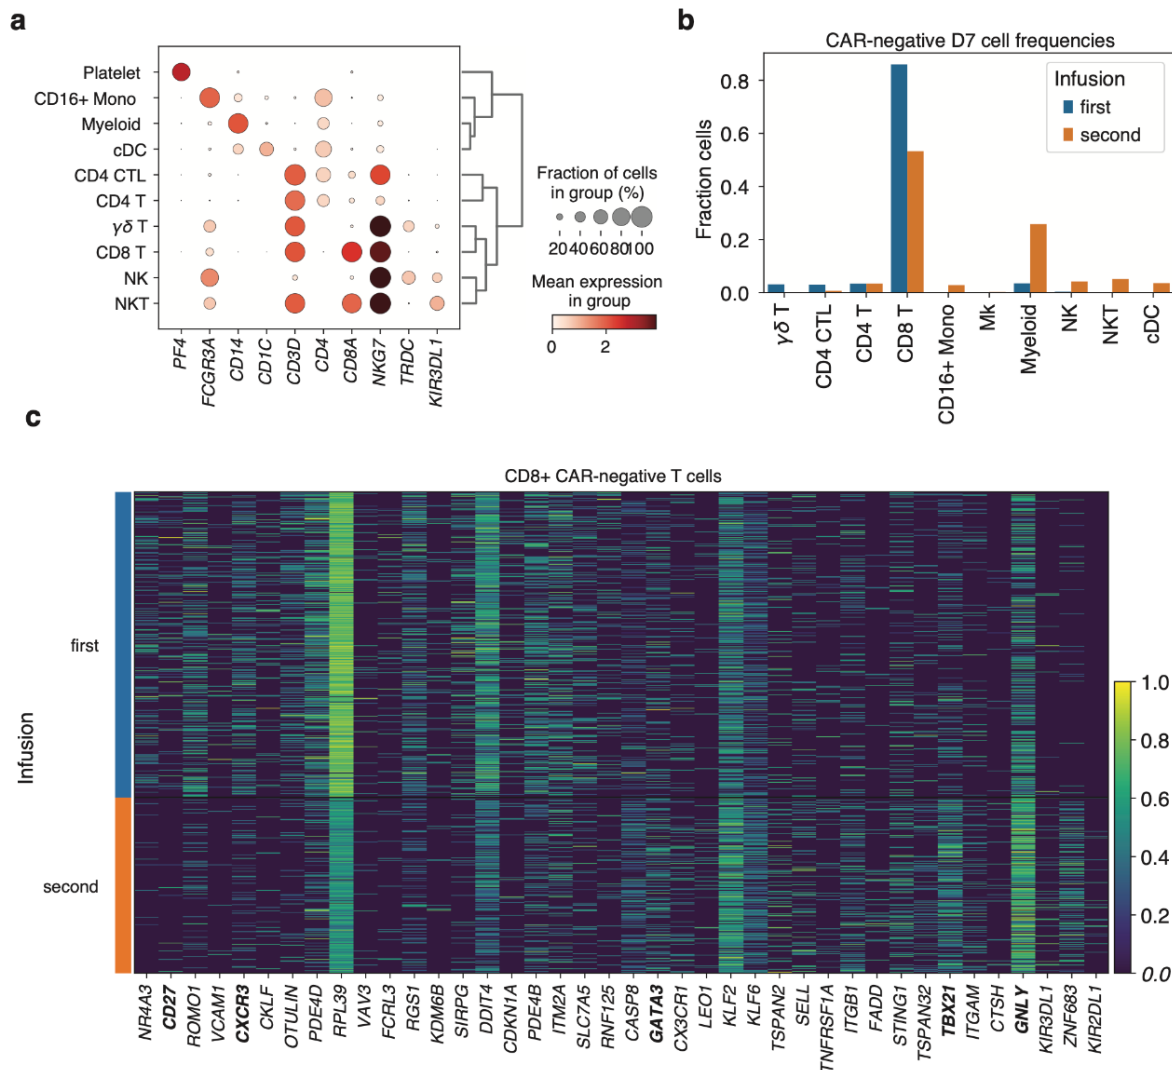 a
Platelet
CD16+ Mono
Myeloid
cDC
CD4 CTL
CD4 T
γδ T
CD8 T
NK
NKT
PF4
FCGR3A
CD14
CD1C
CD3D
CD4
CD8A
NKG7
TRDC
KIR3DL1
Fraction of cells
in group (%)
20 40 60 80 100
Mean expression
in group
0 2
b
CAR-negative D7 cell frequencies
Fraction cells
0.8
0.6
0.4
0.2
0.0
Infusion
first
second
γδ T
CD4 CTL
CD4 T
CD8 T
CD16+ Mono
Mk
Myeloid
NK
NKT
cDC
c
CD8+ CAR-negative T cells
Infusion
first
second
1.0
0.8
0.6
0.4
0.2
0.0
NR4A3
CD27
ROMO1
VCAM1
CXCR3
CKLF
OTULIN
PDE4D
RPL39
VAV3
FCRL3
RGS1
KDM6B
SIRPG
DDIT4
CDKN1A
PDE4B
ITM2A
SLC7A5
RNF125
CASP8
GATA3
CX3CR1
LEO1
KLF2
KLF6
TSPAN2
SELL
TNFRSF1A
ITGB1
FADD
STING1
TSPAN32
TBX21
ITGAM
CTSH
GNLY
KIR3DL1
ZNF683
KIR2DL1